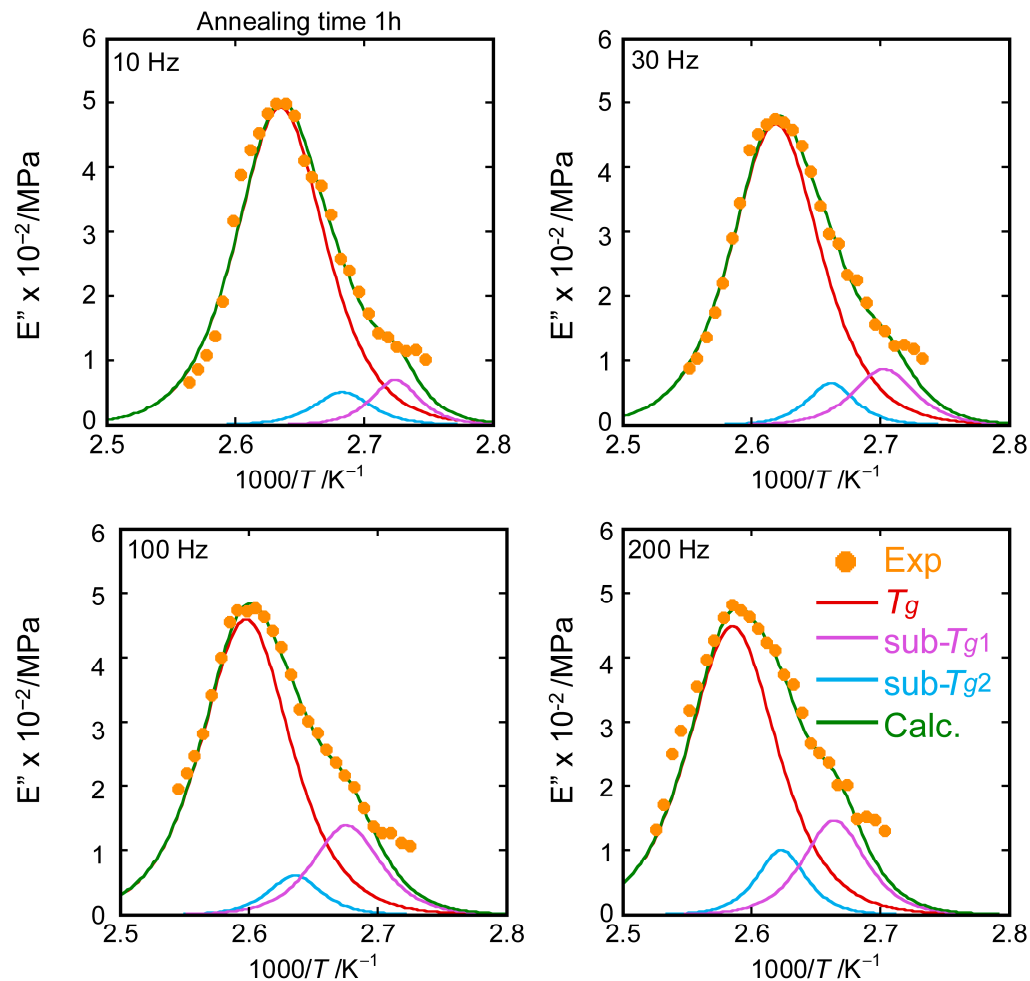 Annealing time 1h
10 Hz
6
5
4
3
2
1
0
E” x 10⁻²/MPa
2.5 2.6 2.7 2.8
1000/T /K⁻¹
30 Hz
6
5
4
3
2
1
0
E” x 10⁻² /MPa
2.5 2.6 2.7 2.8
1000/T /K⁻¹
100 Hz
6
5
4
3
2
1
0
E” x 10⁻²/MPa
2.5 2.6 2.7 2.8
1000/T /K⁻¹
200 Hz
6
5
4
3
2
1
0
E” x 10⁻² /MPa
2.5 2.6 2.7 2.8
1000/T /K⁻¹
Exp
Tg
sub-Tg1
sub-Tg2
Calc.